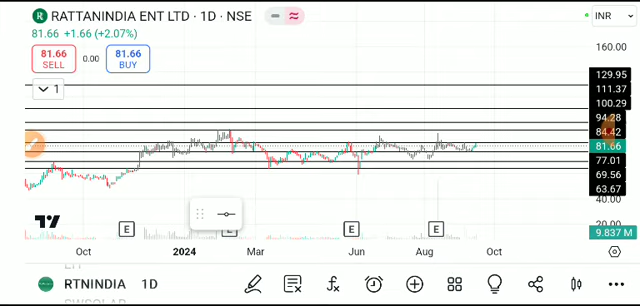 R RATTANINDIA ENT LTD · 1D · NSE
INR
81.66 +1.66 (+2.07%)
81.66 SELL
0.00
81.66 BUY
1
160.00
129.95
111.37
100.29
94.28
84.42
81.66
77.01
69.56
63.67
40.00
20.00
9.837 M
E
E
E
E
Oct
2024
Mar
Jun
Aug
Oct
RTNINDIA 1D